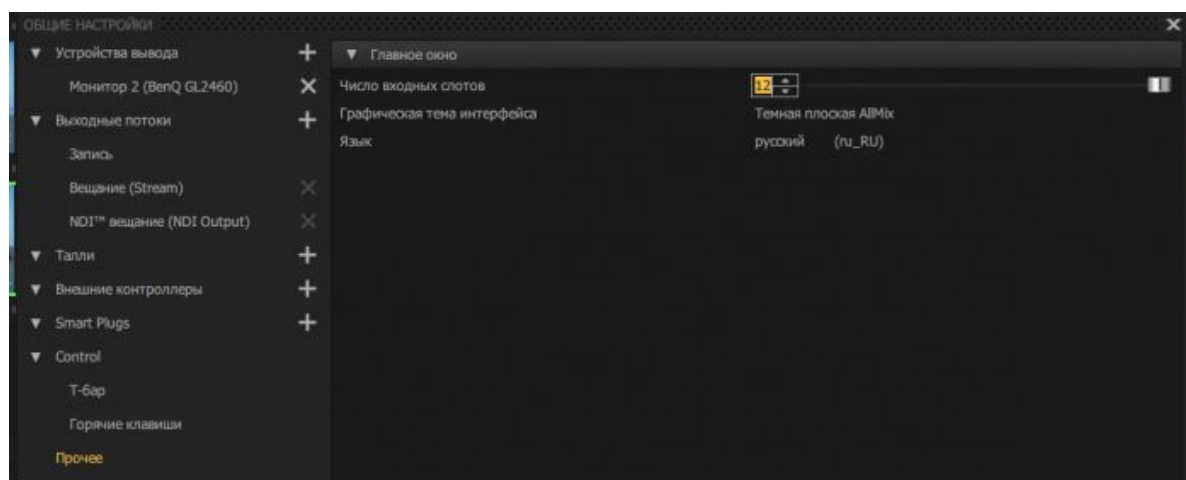 ОБЩИЕ НАСТРОЙКИ
Устройства вывода
Монитор 2 (BenQ GL2460)
Выходные потоки
Запись
Вещание (Stream)
NDI™ вещание (NDI Output)
Талли
Внешние контроллеры
Smart Plugs
Control
Т-бар
Горячие клавиши
Прочее
Главное окно
Число входных слотов 12
Графическая тема интерфейса Темная плоская AllMix
Язык русский (ru_RU)